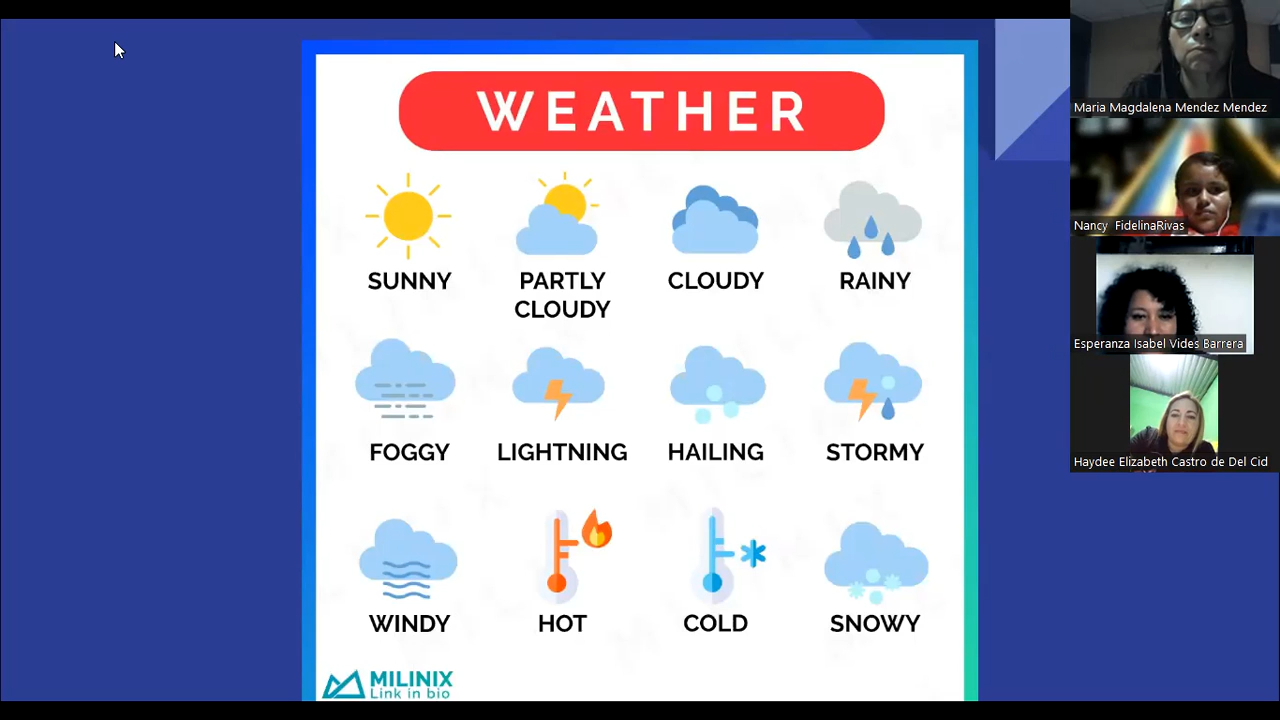 WEATHER
SUNNY
PARTLY
CLOUDY
CLOUDY
RAINY
FOGGY
LIGHTNING
HAILING
STORMY
WINDY
HOT
COLD
SNOWY
MILINIX
Link in bio
Maria Magdalena Mendez Mendez
Nancy FidelinaRivas
Esperanza Isabel Vides Barrera
Haydee Elizabeth Castro de Del Cid